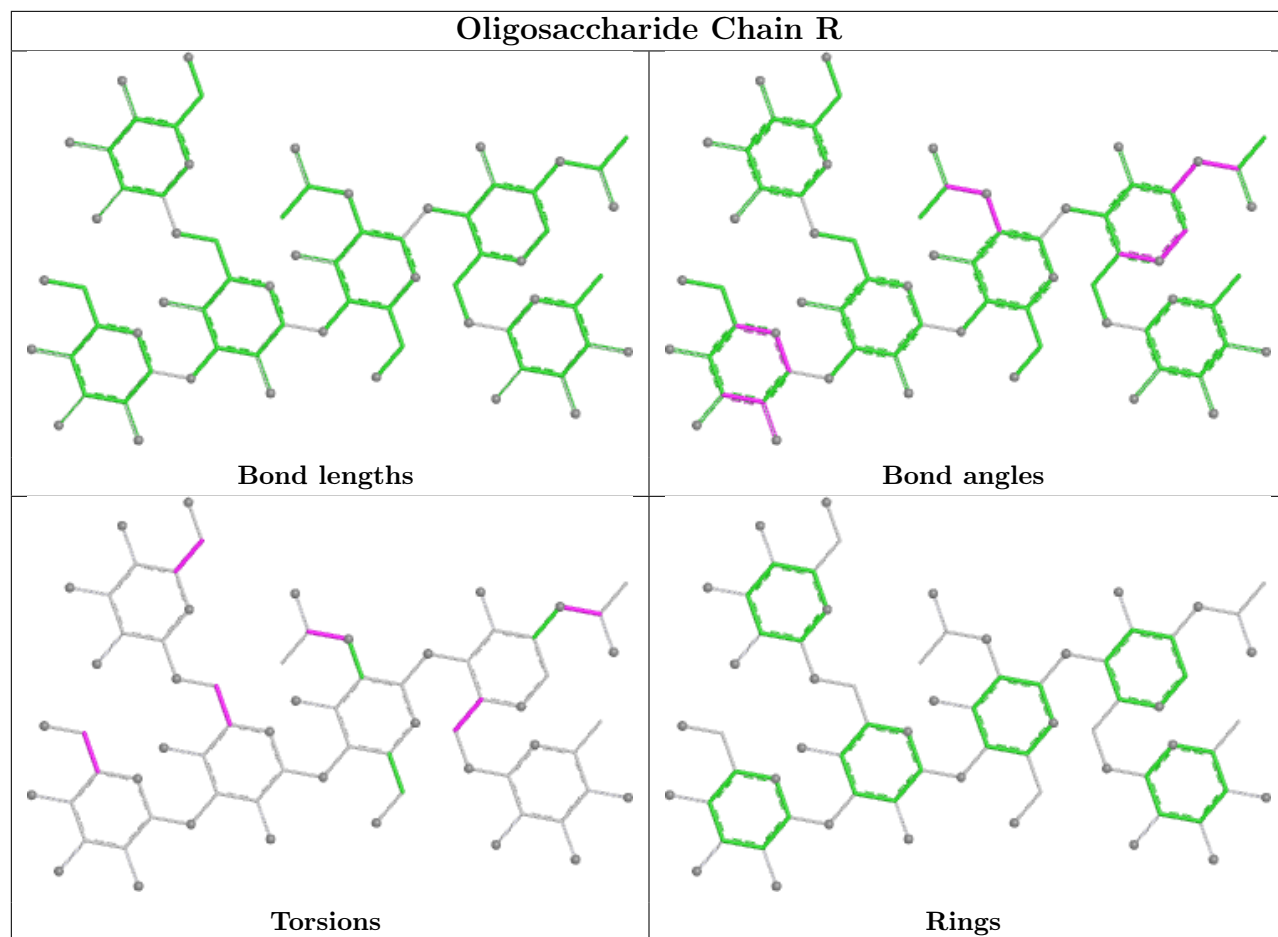 Oligosaccharide Chain R
Bond lengths
Bond angles
Torsions
Rings